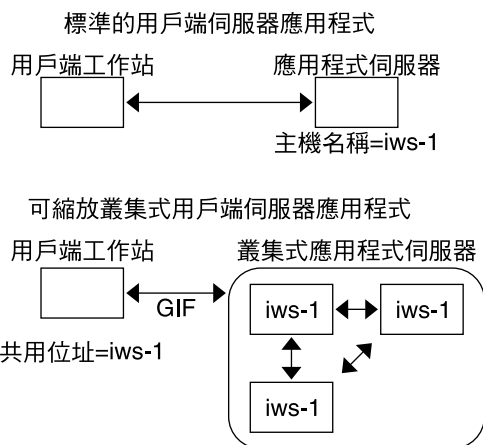 標準的用戶端伺服器應用程式
用戶端工作站
應用程式伺服器
主機名稱=iws-1
可縮放叢集式用戶端伺服器應用程式
用戶端工作站
叢集式應用程式伺服器
GIF
iws-1
iws-1
共用位址=iws-1
iws-1